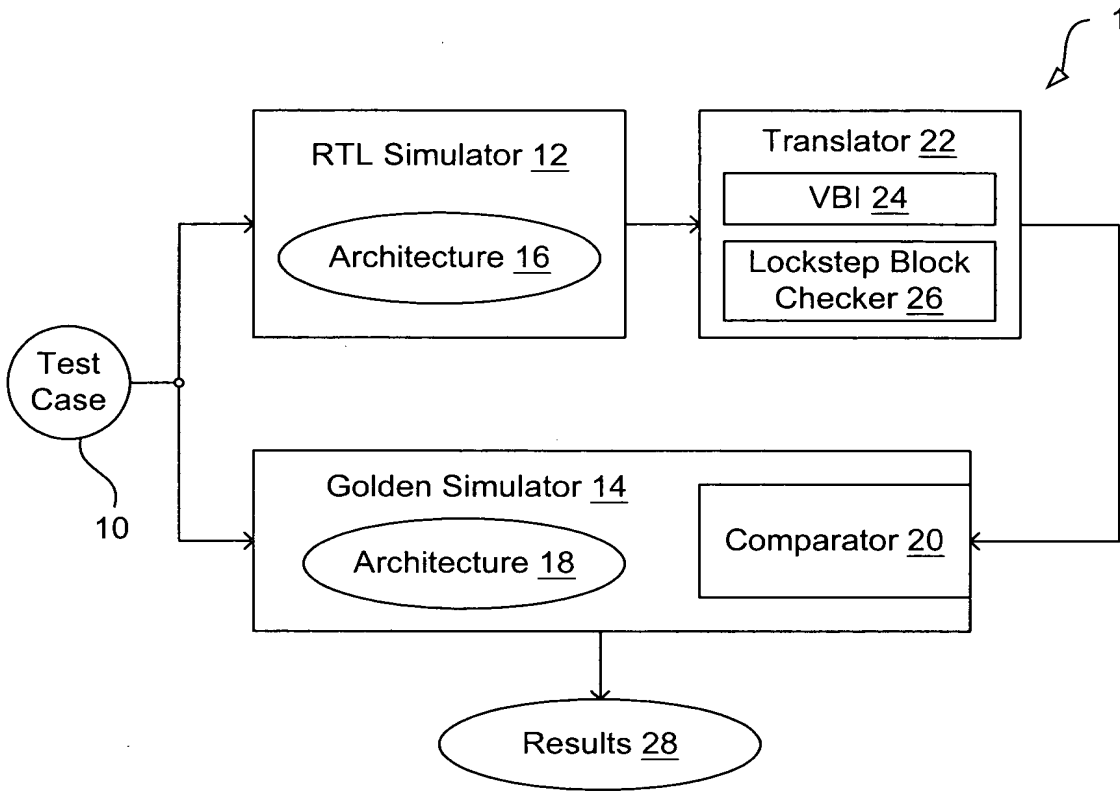 1
RTL Simulator 12
Architecture 16
Translator 22
VBI 24
Lockstep Block
Checker 26
Test
Case
10
Golden Simulator 14
Architecture 18
Comparator 20
Results 28